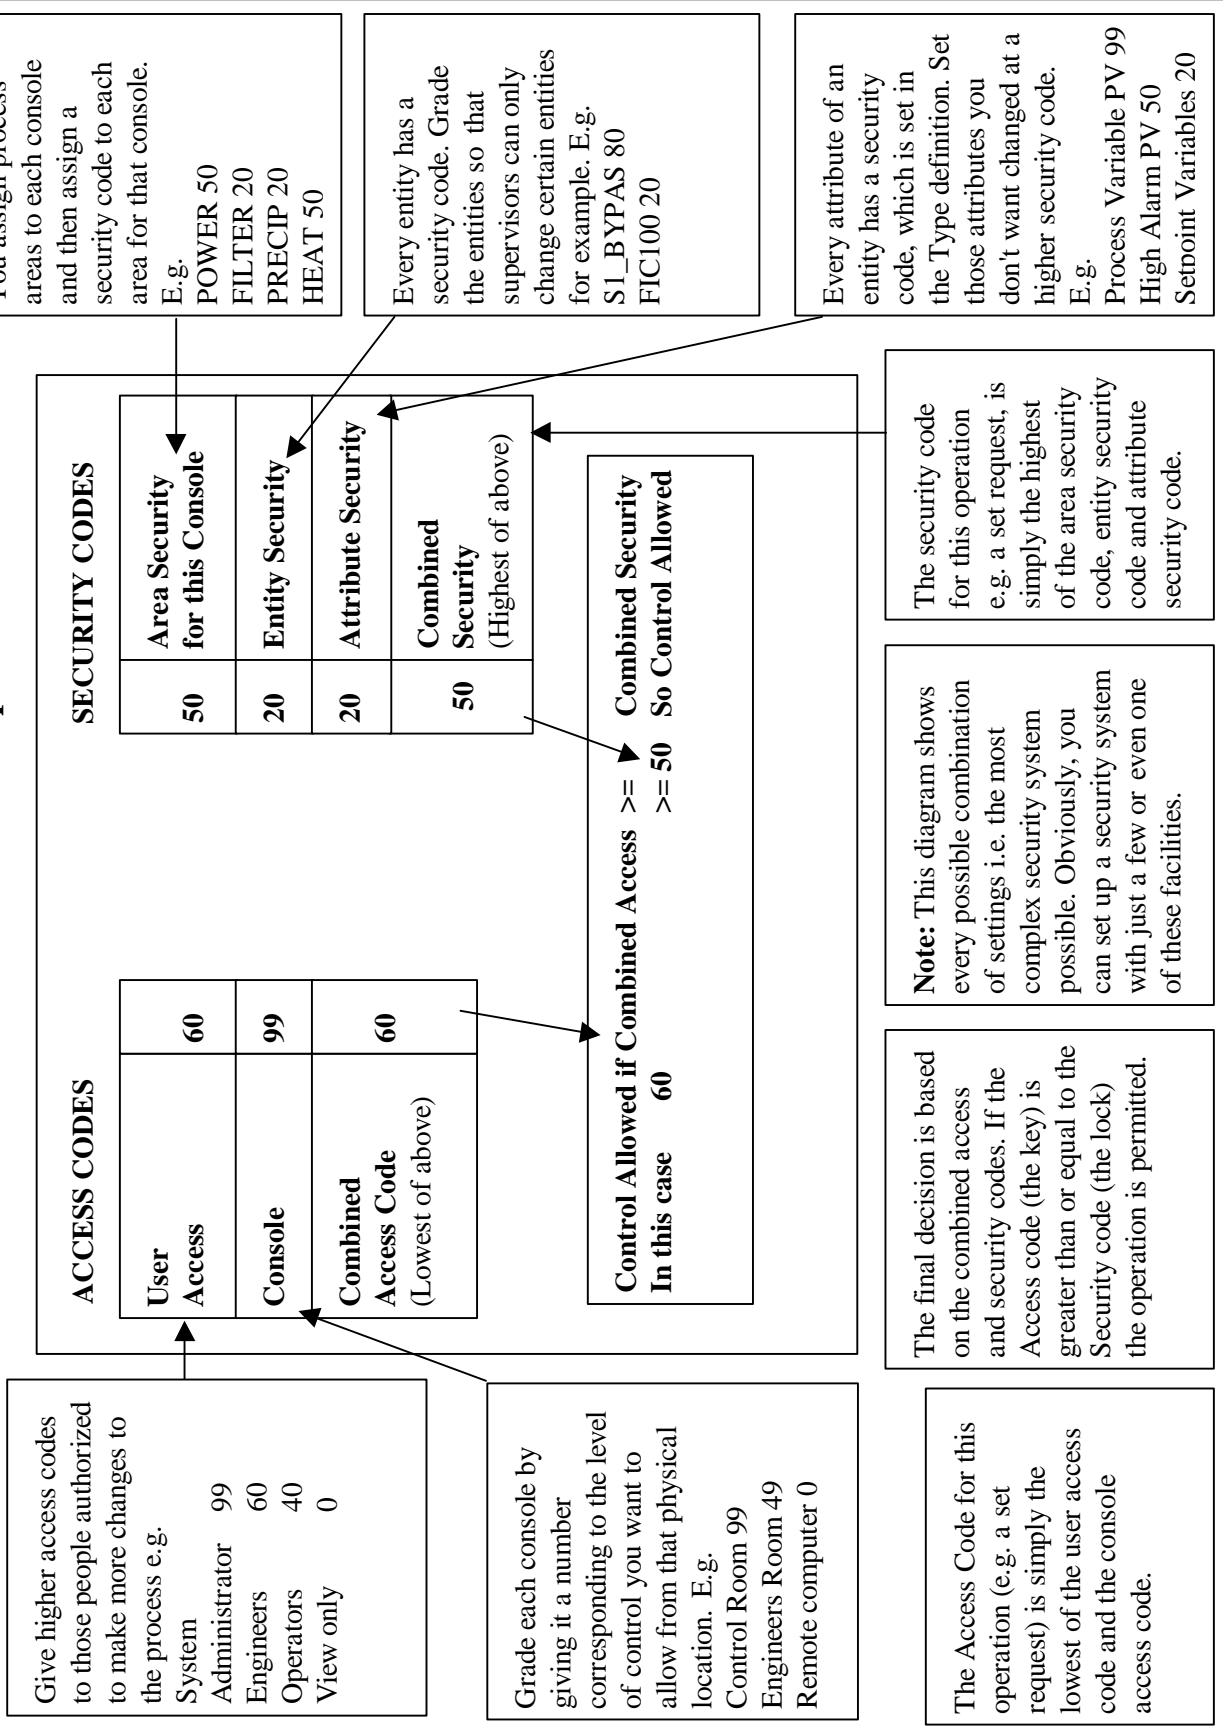 Give higher access codes
to those people authorized
to make more changes to
the process e.g.
System
Administrator 99
Engineers 60
Operators 40
View only 0
Grade each console by
giving it a number
corresponding to the level
of control you want to
allow from that physical
location. E.g.
Control Room 99
Engineers Room 49
Remote computer 0
ACCESS CODES
User
Access 60
Console 99
Combined
Access Code 60
(Lowest of above)
SECURITY CODES
50 Area Security
for this Console
20 Entity Security
20 Attribute Security
50 Combined
Security
(Highest of above)
Control Allowed if Combined Access >= Combined Security
In this case 60 >= 50 So Control Allowed
You assign process
areas to each console
and then assign a
security code to each
area for that console.
E.g.
POWER 50
FILTER 20
PRECIP 20
HEAT 50
Every entity has a
security code. Grade
the entities so that
supervisors can only
change certain entities
for example. E.g.
S1_BYPAS 80
FIC100 20
Every attribute of an
entity has a security
code, which is set in
the Type definition. Set
those attributes you
don't want changed at a
higher security code.
E.g.
Process Variable PV 99
High Alarm PV 50
Setpoint Variables 20
The Access Code for this
operation (e.g. a set
request) is simply the
lowest of the user access
code and the console
access code.
The final decision is based
on the combined access
and security codes. If the
Access code (the key) is
greater than or equal to the
Security code (the lock)
the operation is permitted.
Note: This diagram shows
every possible combination
of settings i.e. the most
complex security system
possible. Obviously, you
can set up a security system
with just a few or even one
of these facilities.
The security code
for this operation
e.g. a set request, is
simply the highest
of the area security
code, entity security
code and attribute
security code.